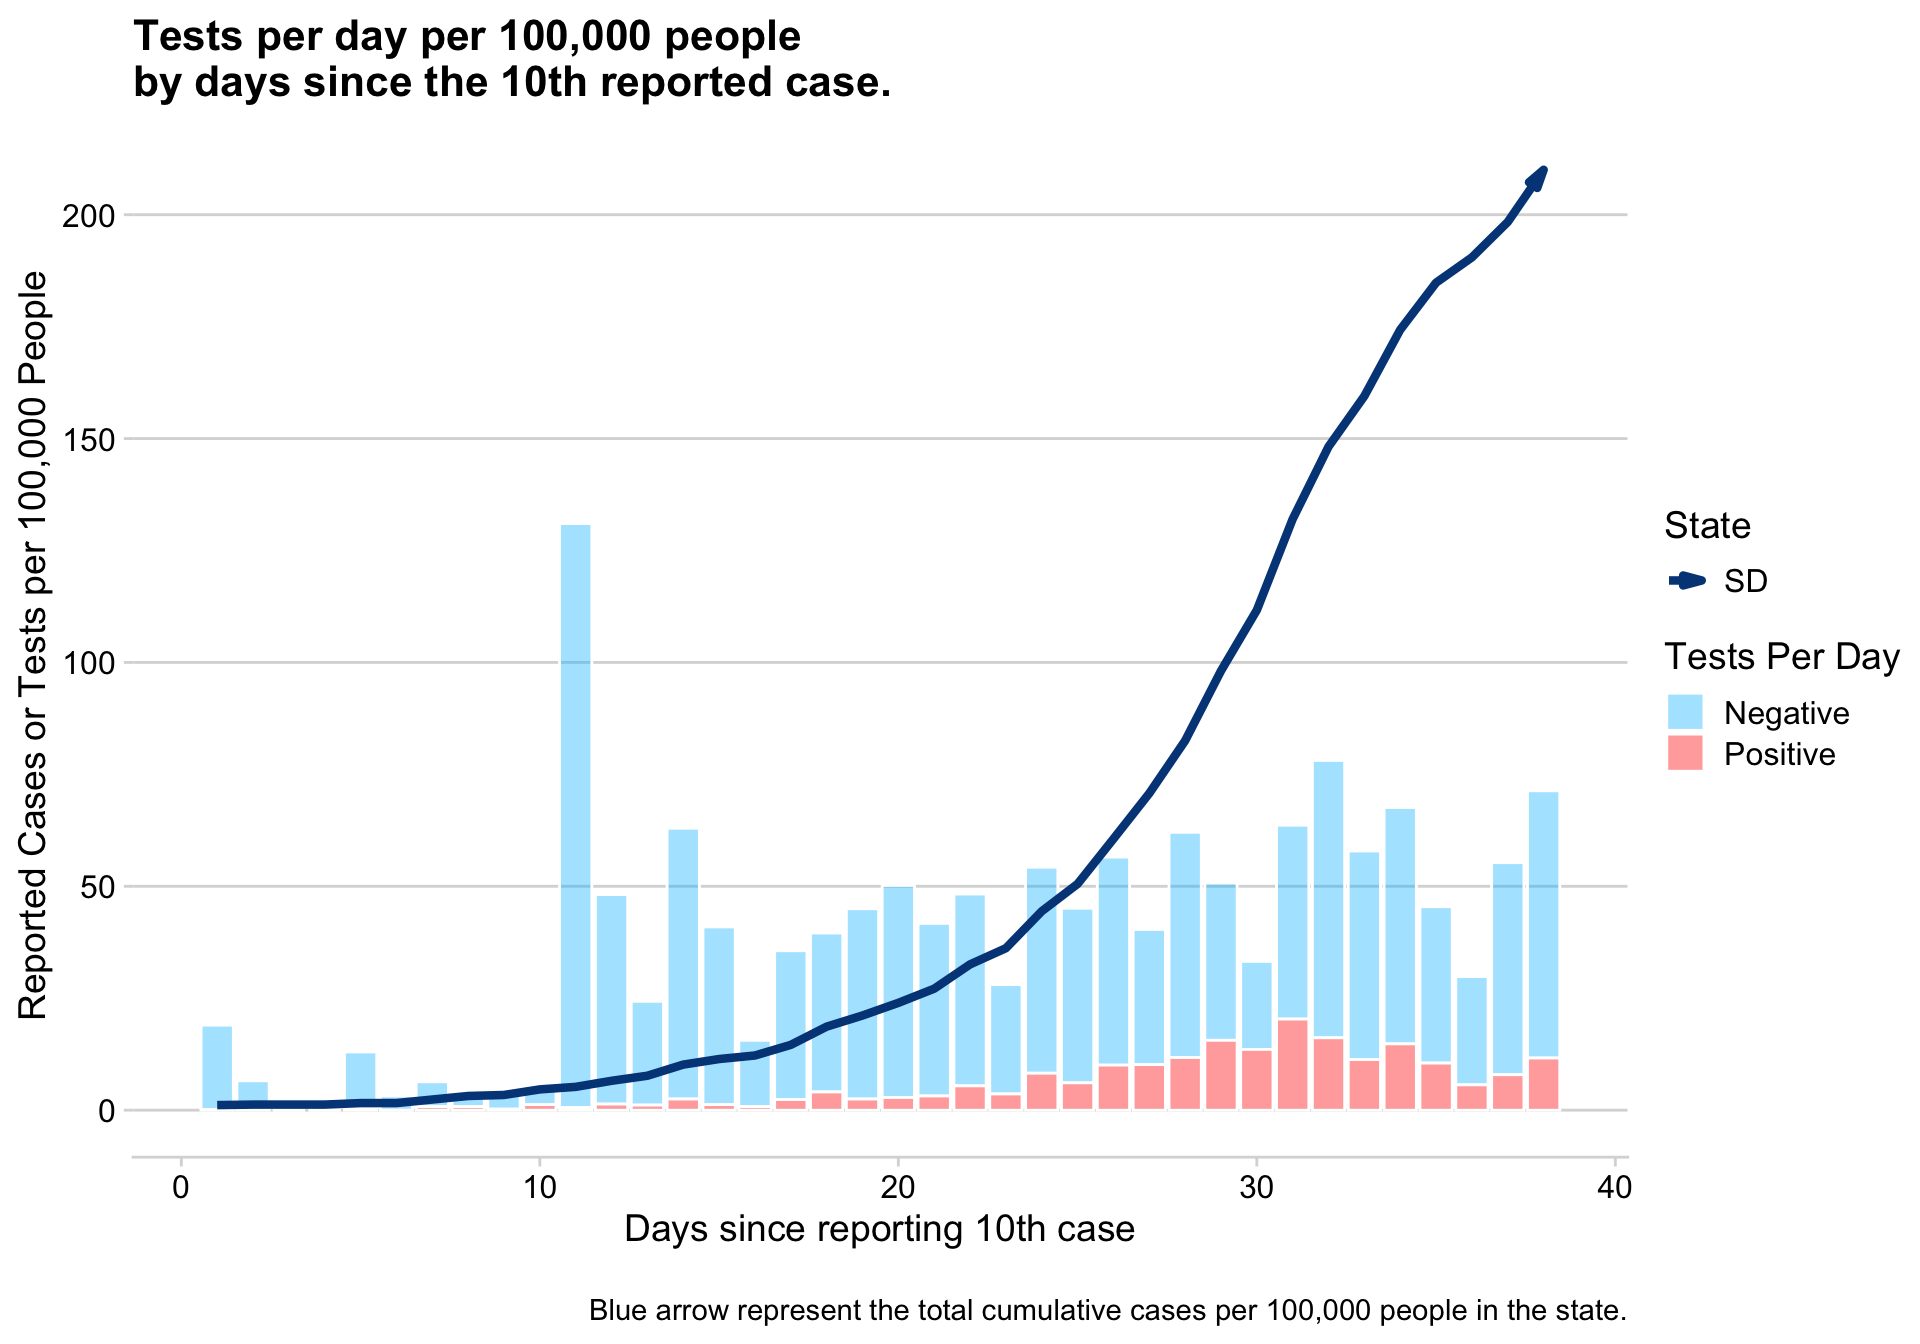 Tests per day per 100,000 people
by days since the 10th reported case.
Reported Cases or Tests per 100,000 People
200
150
100
50
0
0
10
20
30
40
Days since reporting 10th case
State
SD
Tests Per Day
Negative
Positive
Blue arrow represent the total cumulative cases per 100,000 people in the state.